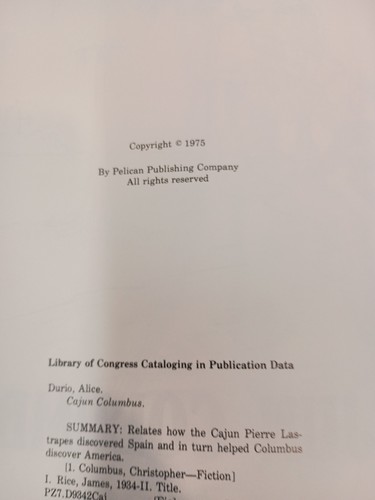 Copyright © 1975
By Pelican Publishing Company
All rights reserved
Library of Congress Cataloging in Publication Data
Durio, Alice.
Cajun Columbus.
SUMMARY: Relates how the Cajun Pierre Las-
trapes discovered Spain and in turn helped Columbus
discover America.
[1. Columbus, Christopher—Fiction]
I. Rice, James, 1934-II. Title.
PZ7.D9342Caj